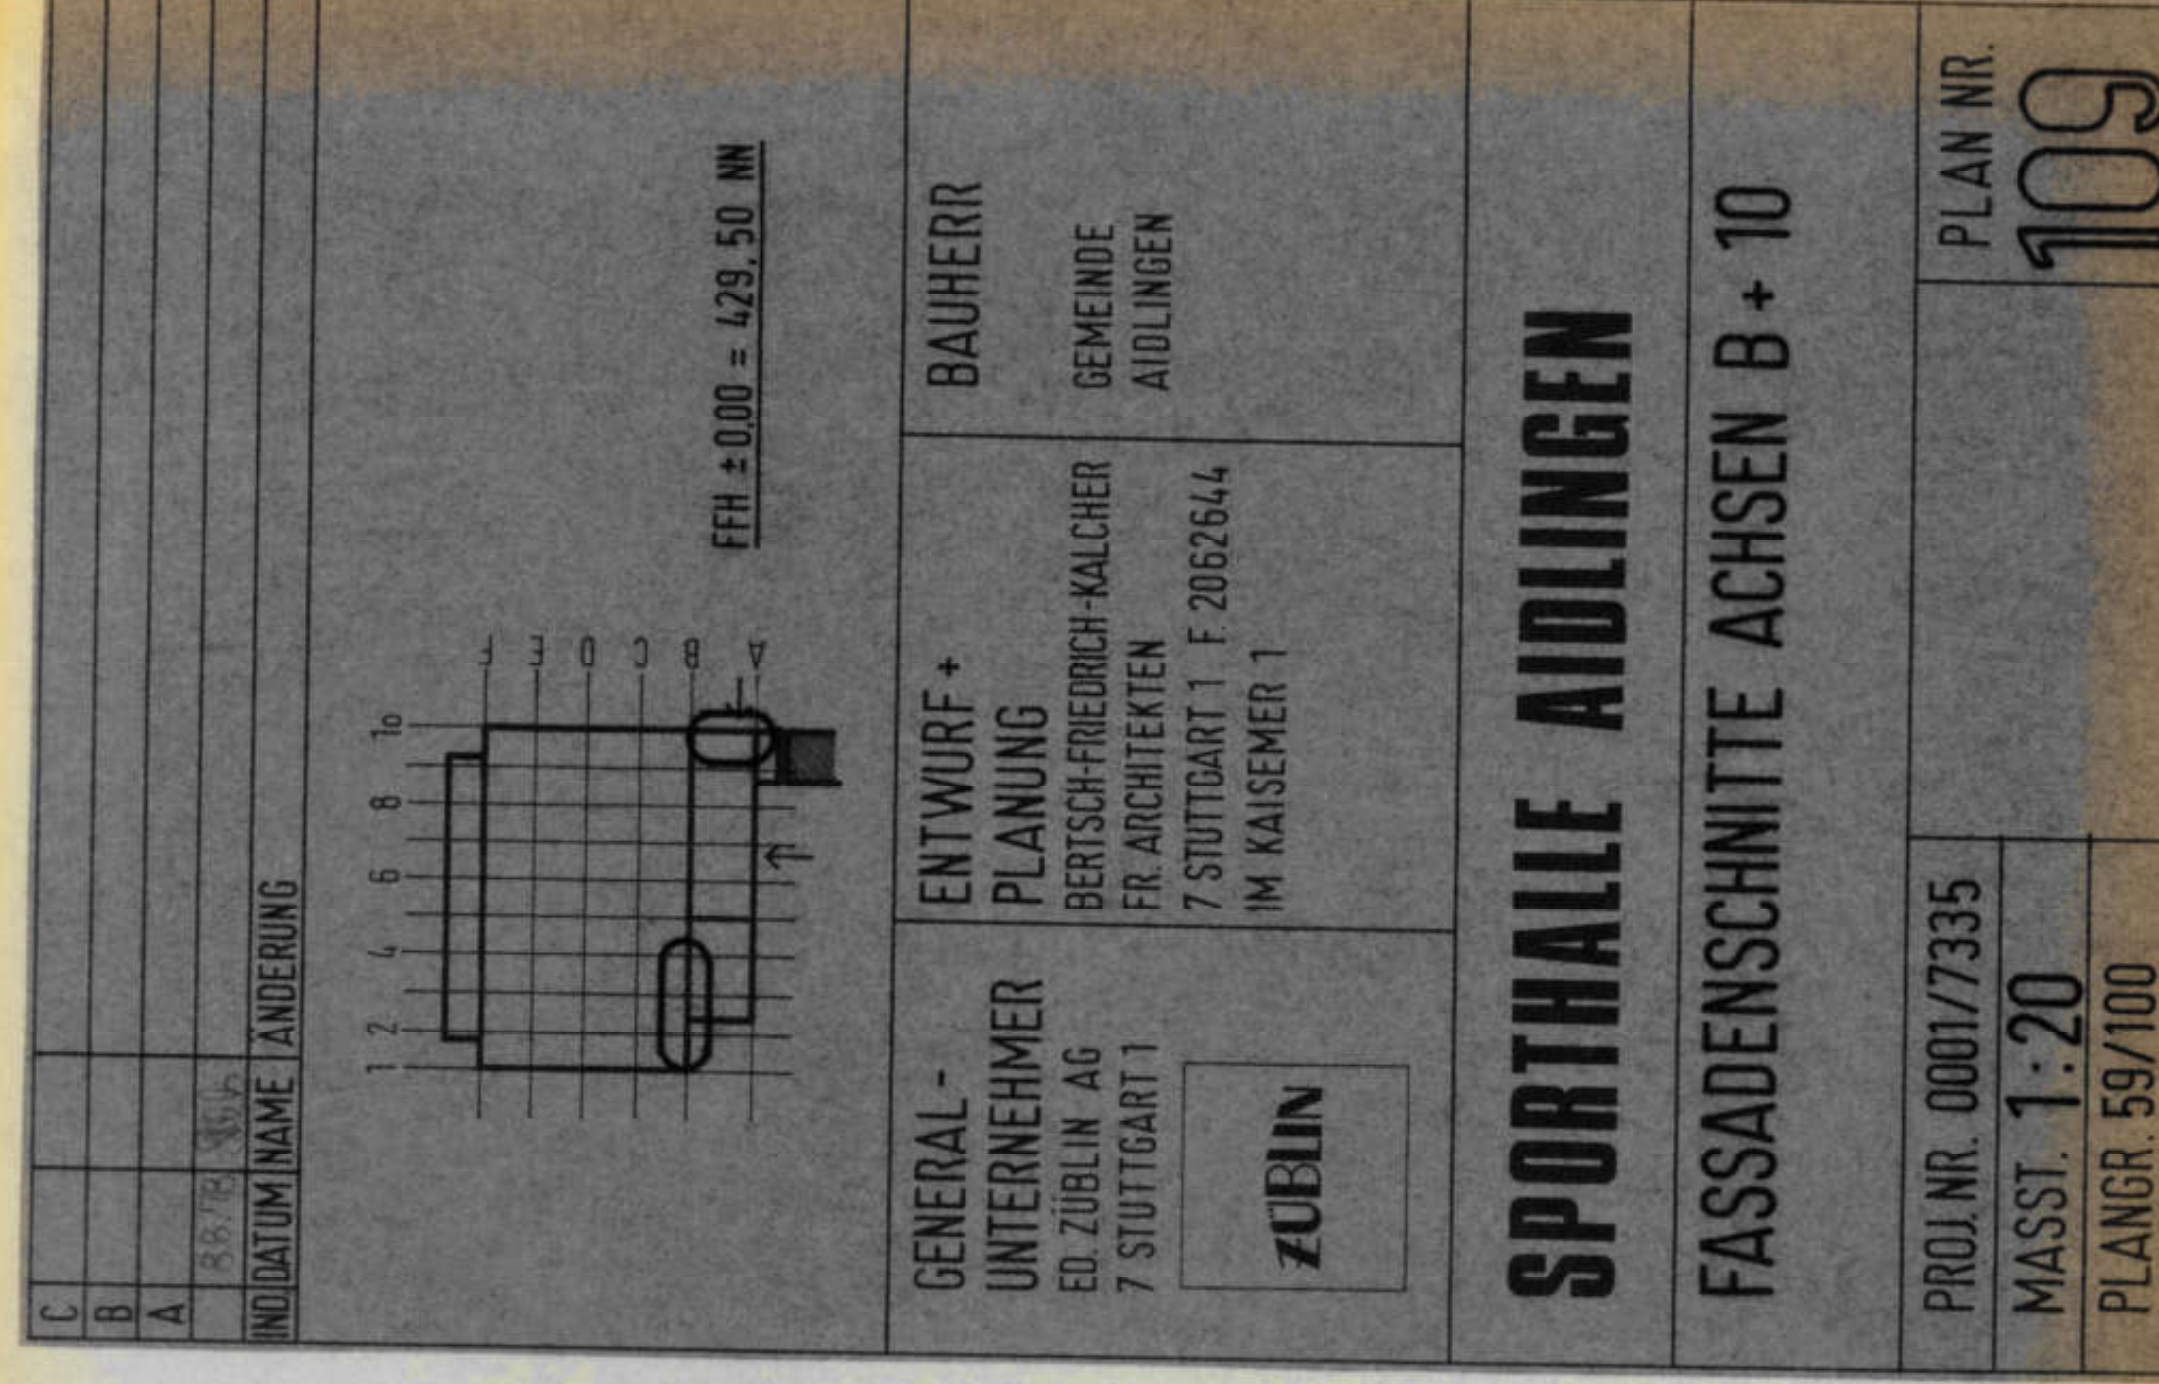 C
B
A
IND. DATUM NAME ÄNDERUNG
1 2 4 6 8 10
F
E
D
C
B
A
FFH ±0,00 = 429,50 NN
GENERAL-
UNTERNEHMER
ED. ZÜBLIN AG
7 STUTTGART 1
ZÜBLIN
ENTWURF +
PLANUNG
BERTSCH-FRIEDRICH-KALCHER
FR. ARCHITEKTEN
7 STUTTGART 1 F. 2062644
IM KAISEMER 1
BAUHERR
GEMEINDE
AIDLINGEN
SPORTHALLE AIDLINGEN
FASSADENSCHNITTE ACHSEN B + 10
PROJ. NR. 0001/7335
MASST. 1:20
PLANGR. 59/100
PLAN NR.
109